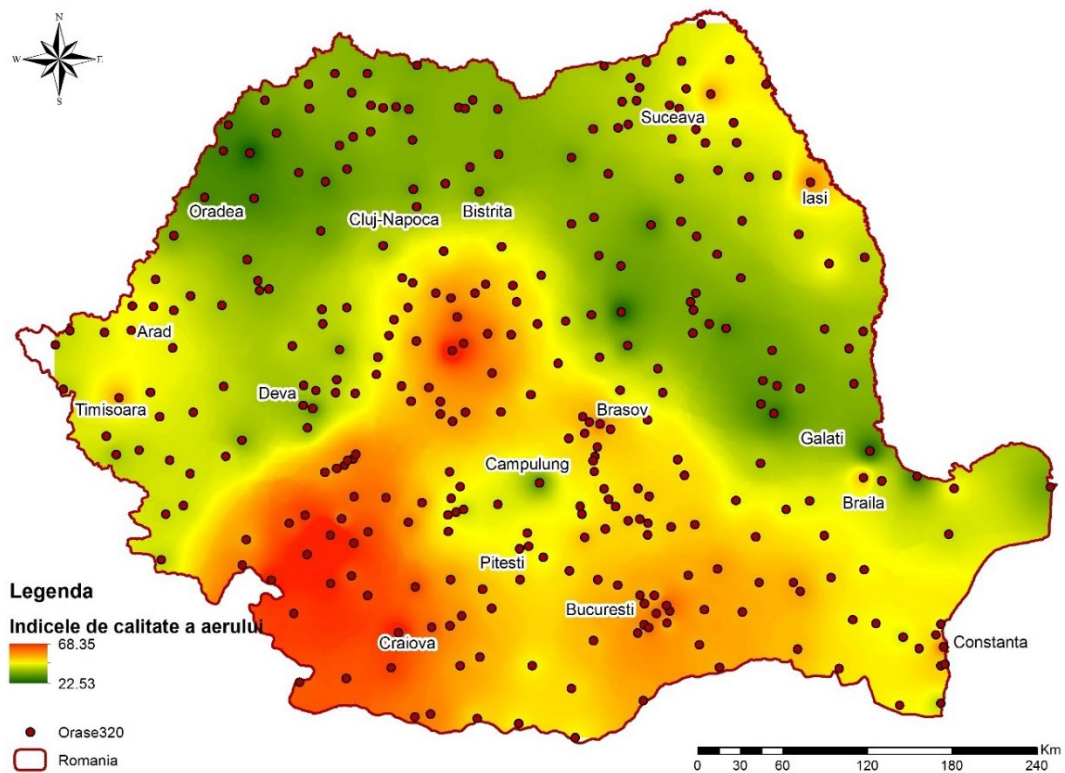 N
W E
S
Suceava
Iasi
Oradea
Cluj-Napoca
Bistrita
Arad
Timisoara
Deva
Brasov
Galati
Campulung
Braila
Pitesti
Bucuresti
Craiova
Constanta
Legenda
Indicele de calitate a aerului
68.35
22.53
Orase320
Romania
Km
0 30 60 120 180 240